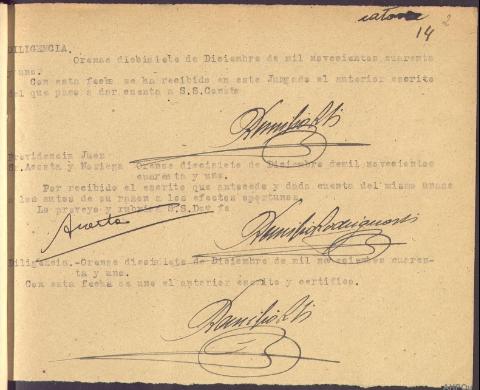 catorce
14 2
DILIGENCIA.
Orense diecisiete de Diciembre de mil novecientos cuarenta
y uno.
Con esta fecha se ha recibido en este Juzgado el anterior escrito
del que paso a dar cuenta a S.S. Conste
Providencia Juez
Sr. Acosta y Noriega Orense diecisiete de Diciembre demil novecientos
cuarenta y uno.
Por recibido el escrito que antecede y dada cuenta del mismo unase
los autos de su razon a los efectos oportunos.
Lo proveyo y rubrica S.S. Doy fe
Acosta
Diligencia.-Orense diecisiete de Diciembre de mil novecientos cuaren-
ta y uno.
Con esta fecha se une el anterior escrito y certifico.